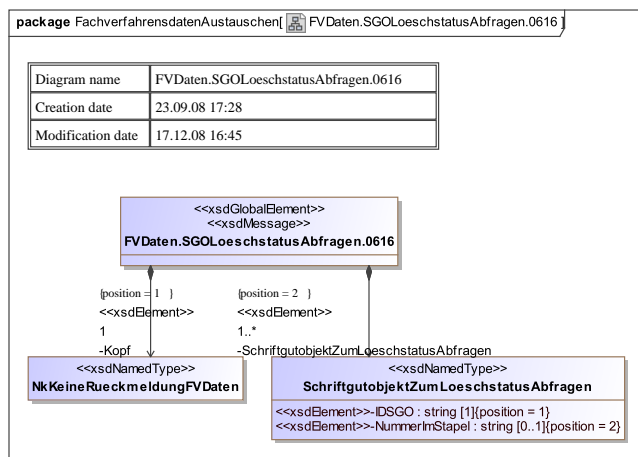 package FachverfahrensdatenAustauschen[ FVDaten.SGOLoeschstatusAbfragen.0616 ]
Diagram name FVDaten.SGOLoeschstatusAbfragen.0616
Creation date 23.09.08 17:28
Modification date 17.12.08 16:45
<<xsdGlobalElement>>
<<xsdMessage>>
FVDaten.SGOLoeschstatusAbfragen.0616
{position = 1 } {position = 2 }
<<xsdElement>> <<xsdElement>>
1 1..*
-Kopf -SchriftgutobjektZumLoeschstatusAbfragen
<<xsdNamedType>> <<xsdNamedType>>
NkKeineRueckmeldungFVDaten SchriftgutobjektZumLoeschstatusAbfragen
<<xsdElement>>-IDSGO : string [1]{position = 1}
<<xsdElement>>-NummerImStapel : string [0..1]{position = 2}